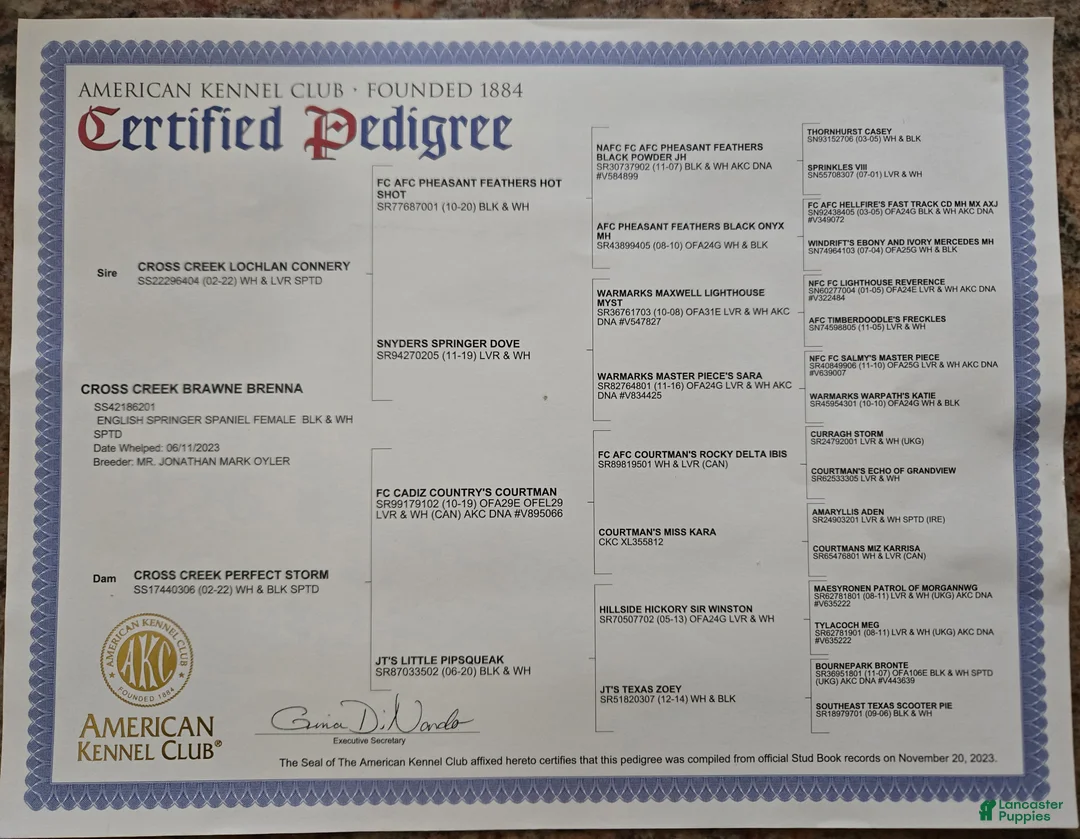 AMERICAN KENNEL CLUB · FOUNDED 1884
Certified Pedigree
Sire
CROSS CREEK LOCHLAN CONNERY
SS22296404 (02-22) WH & LVR SPTD
CROSS CREEK BRAWNE BRENNA
SS42186201
ENGLISH SPRINGER SPANIEL FEMALE BLK & WH
SPTD
Date Whelped: 06/11/2023
Breeder: MR. JONATHAN MARK OYLER
Dam
CROSS CREEK PERFECT STORM
SS17440306 (02-22) WH & BLK SPTD
FC AFC PHEASANT FEATHERS HOT
SHOT
SR77687001 (10-20) BLK & WH
SNYDERS SPRINGER DOVE
SR94270205 (11-19) LVR & WH
FC CADIZ COUNTRY'S COURTMAN
SR99179102 (10-19) OFA29E OFEL29
LVR & WH (CAN) AKC DNA #V895066
JT'S LITTLE PIPSQUEAK
SR87033502 (06-20) BLK & WH
NAFC FC AFC PHEASANT FEATHERS
BLACK POWDER JH
SR30737902 (11-07) BLK & WH AKC DNA
#V584899
AFC PHEASANT FEATHERS BLACK ONYX
MH
SR43899405 (08-10) OFA24G WH & BLK
WARMARKS MAXWELL LIGHTHOUSE
MYST
SR36761703 (10-08) OFA31E LVR & WH AKC
DNA #V547827
WARMARKS MASTER PIECE'S SARA
SR82764801 (11-16) OFA24G LVR & WH AKC
DNA #V834425
FC AFC COURTMAN'S ROCKY DELTA IBIS
SR89819501 WH & LVR (CAN)
COURTMAN'S MISS KARA
CKC XL355812
HILLSIDE HICKORY SIR WINSTON
SR70507702 (05-13) OFA24G LVR & WH
JT'S TEXAS ZOEY
SR51820307 (12-14) WH & BLK
THORNHURST CASEY
SN93152706 (03-05) WH & BLK
SPRINKLES VIII
SN55708307 (07-01) LVR & WH
FC AFC HELLFIRE'S FAST TRACK CD MH MX AXJ
SN92438405 (03-05) OFA24G BLK & WH AKC DNA
#V349072
WINDRIFT'S EBONY AND IVORY MERCEDES MH
SN74964103 (07-04) OFA25G WH & BLK
NFC FC LIGHTHOUSE REVERENCE
SN60277004 (01-05) OFA24E LVR & WH AKC DNA
#V322484
AFC TIMBERDOODLE'S FRECKLES
SN74598805 (11-05) LVR & WH
NFC FC SALMY'S MASTER PIECE
SR40849906 (11-10) OFA25G LVR & WH AKC DNA
#V639007
WARMARKS WARPATH'S KATIE
SR45954301 (10-10) OFA24G WH & BLK
CURRAGH STORM
SR24792001 LVR & WH (UKG)
COURTMAN'S ECHO OF GRANDVIEW
SR62533305 LVR & WH
AMARYLLIS ADEN
SR24903201 LVR & WH SPTD (IRE)
COURTMANS MIZ KARRISA
SR65476801 WH & LVR (CAN)
MAESYRONEN PATROL OF MORGANNWG
SR62781801 (08-11) LVR & WH (UKG) AKC DNA
#V635222
TYLACOCH MEG
SR62781901 (08-11) LVR & WH (UKG) AKC DNA
#V635222
BOURNEPARK BRONTE
SR36951801 (11-07) OFA106E BLK & WH SPTD
(UKG) AKC DNA #V443639
SOUTHEAST TEXAS SCOOTER PIE
SR18979701 (09-06) BLK & WH
AMERICAN KENNEL CLUB
AKC
FOUNDED 1884
AMERICAN
KENNEL CLUB®
Gina DiNardo
Executive Secretary
The Seal of The American Kennel Club affixed hereto certifies that this pedigree was compiled from official Stud Book records on November 20, 2023.
Lancaster
Puppies